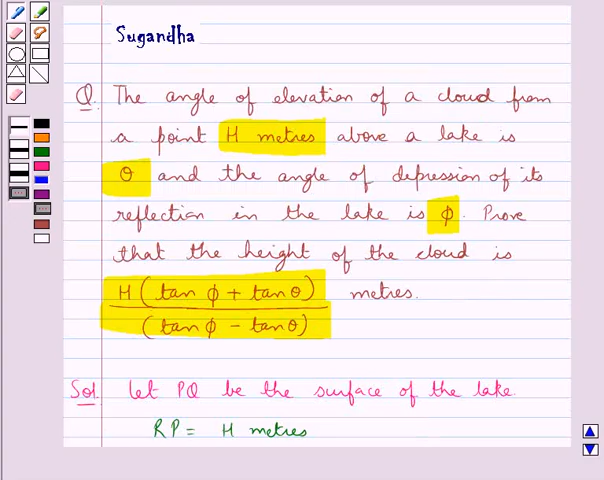 Sugandha
Q. The angle of elevation of a cloud from
a point H metres above a lake is
θ and the angle of depression of its
reflection in the lake is φ. Prove
that the height of the cloud is
H (tan φ + tan θ) metres.
(tan φ - tan θ)
Sol. Let PQ be the surface of the lake
RP = H metres